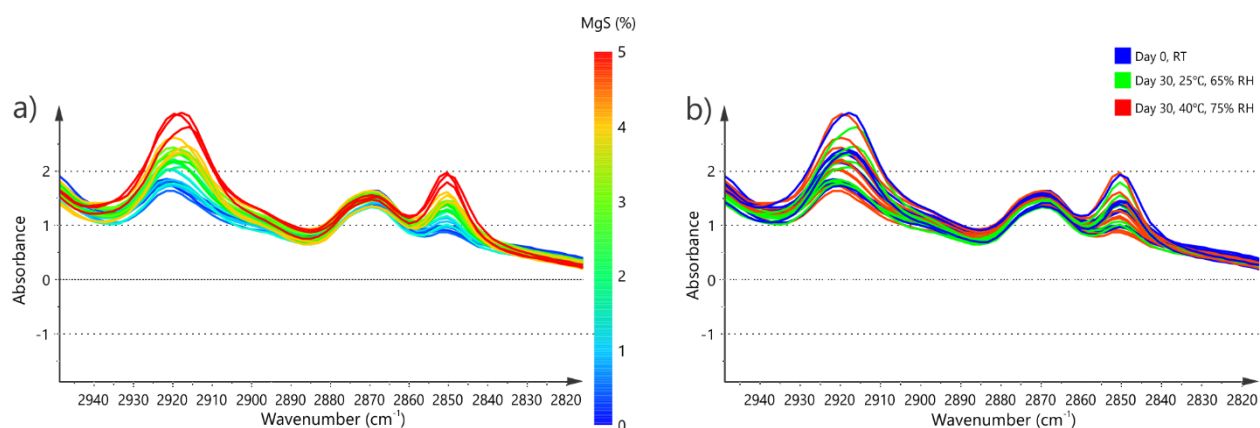 MgS (%)
a)
5
4
3
2
1
0
2
1
0
-1
Absorbance
2940 2930 2920 2910 2900 2890 2880 2870 2860 2850 2840 2830 2820
Wavenumber (cm⁻¹)
b)
Day 0, RT
Day 30, 25°C, 65% RH
Day 30, 40°C, 75% RH
2
1
0
-1
Absorbance
2940 2930 2920 2910 2900 2890 2880 2870 2860 2850 2840 2830 2820
Wavenumber (cm⁻¹)